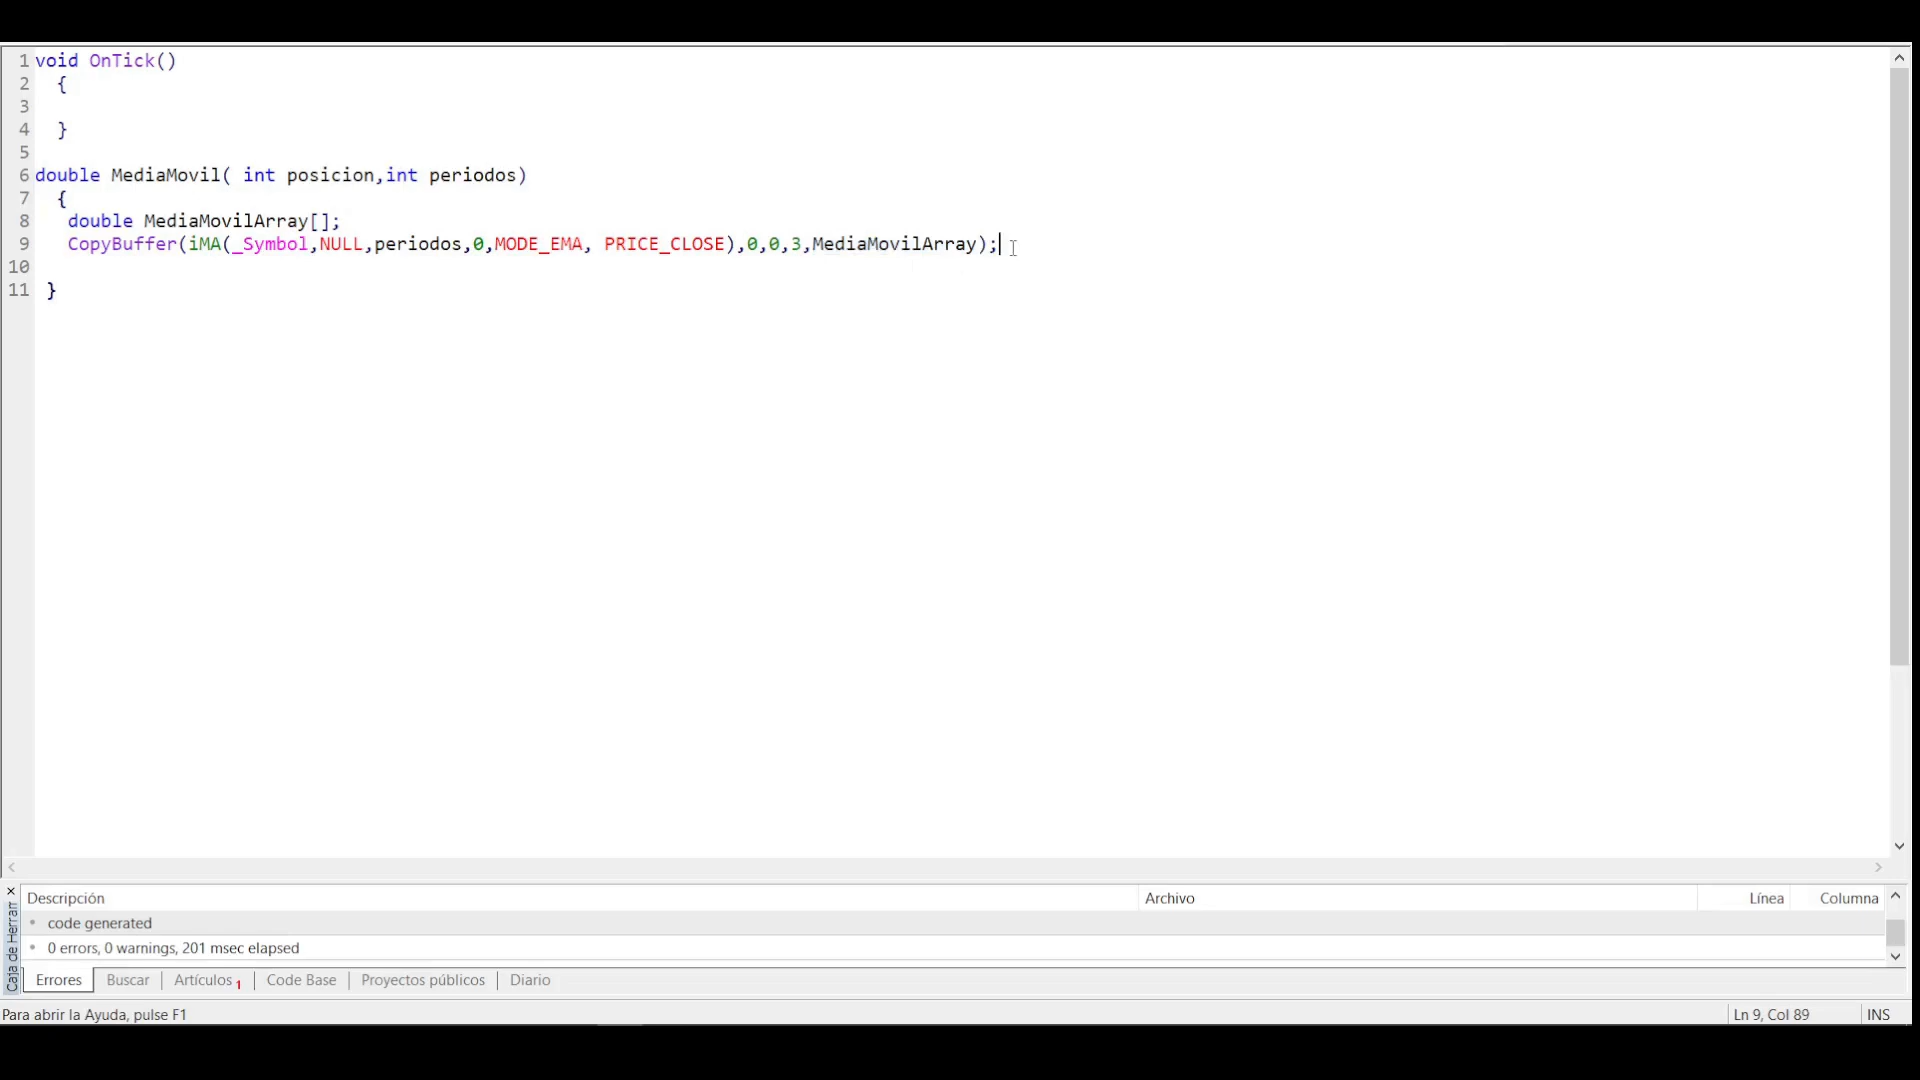 1 void OnTick()
2 {
3
4 }
5
6 double MediaMovil( int posicion,int periodos)
7 {
8 double MediaMovilArray[];
9 CopyBuffer(iMA(_Symbol,NULL,periodos,0,MODE_EMA, PRICE_CLOSE),0,0,3,MediaMovilArray);
10
11 }
Descripción Archivo Línea Columna
code generated
0 errors, 0 warnings, 201 msec elapsed
Caja de Herram
Errores Buscar Artículos 1 Code Base Proyectos públicos Diario
Para abrir la Ayuda, pulse F1 Ln 9, Col 89 INS